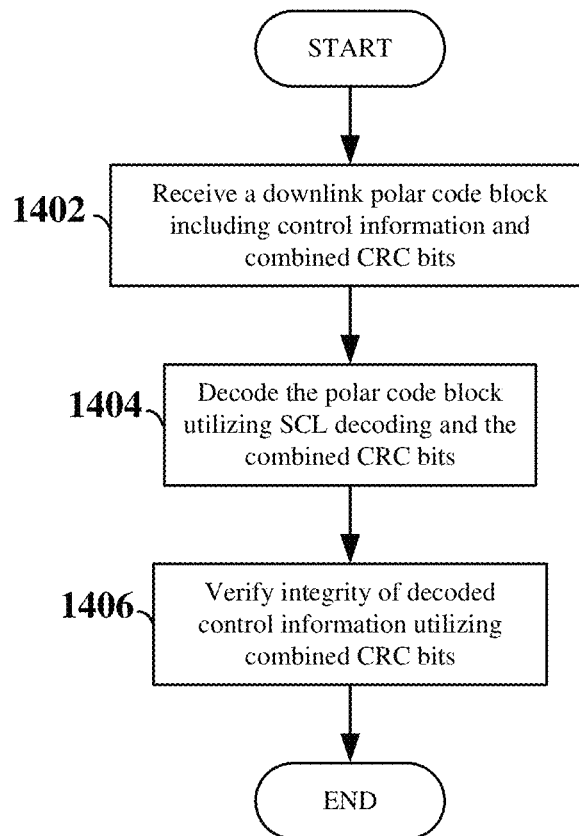 START
1402
Receive a downlink polar code block
including control information and
combined CRC bits
1404
Decode the polar code block
utilizing SCL decoding and the
combined CRC bits
1406
Verify integrity of decoded
control information utilizing
combined CRC bits
END